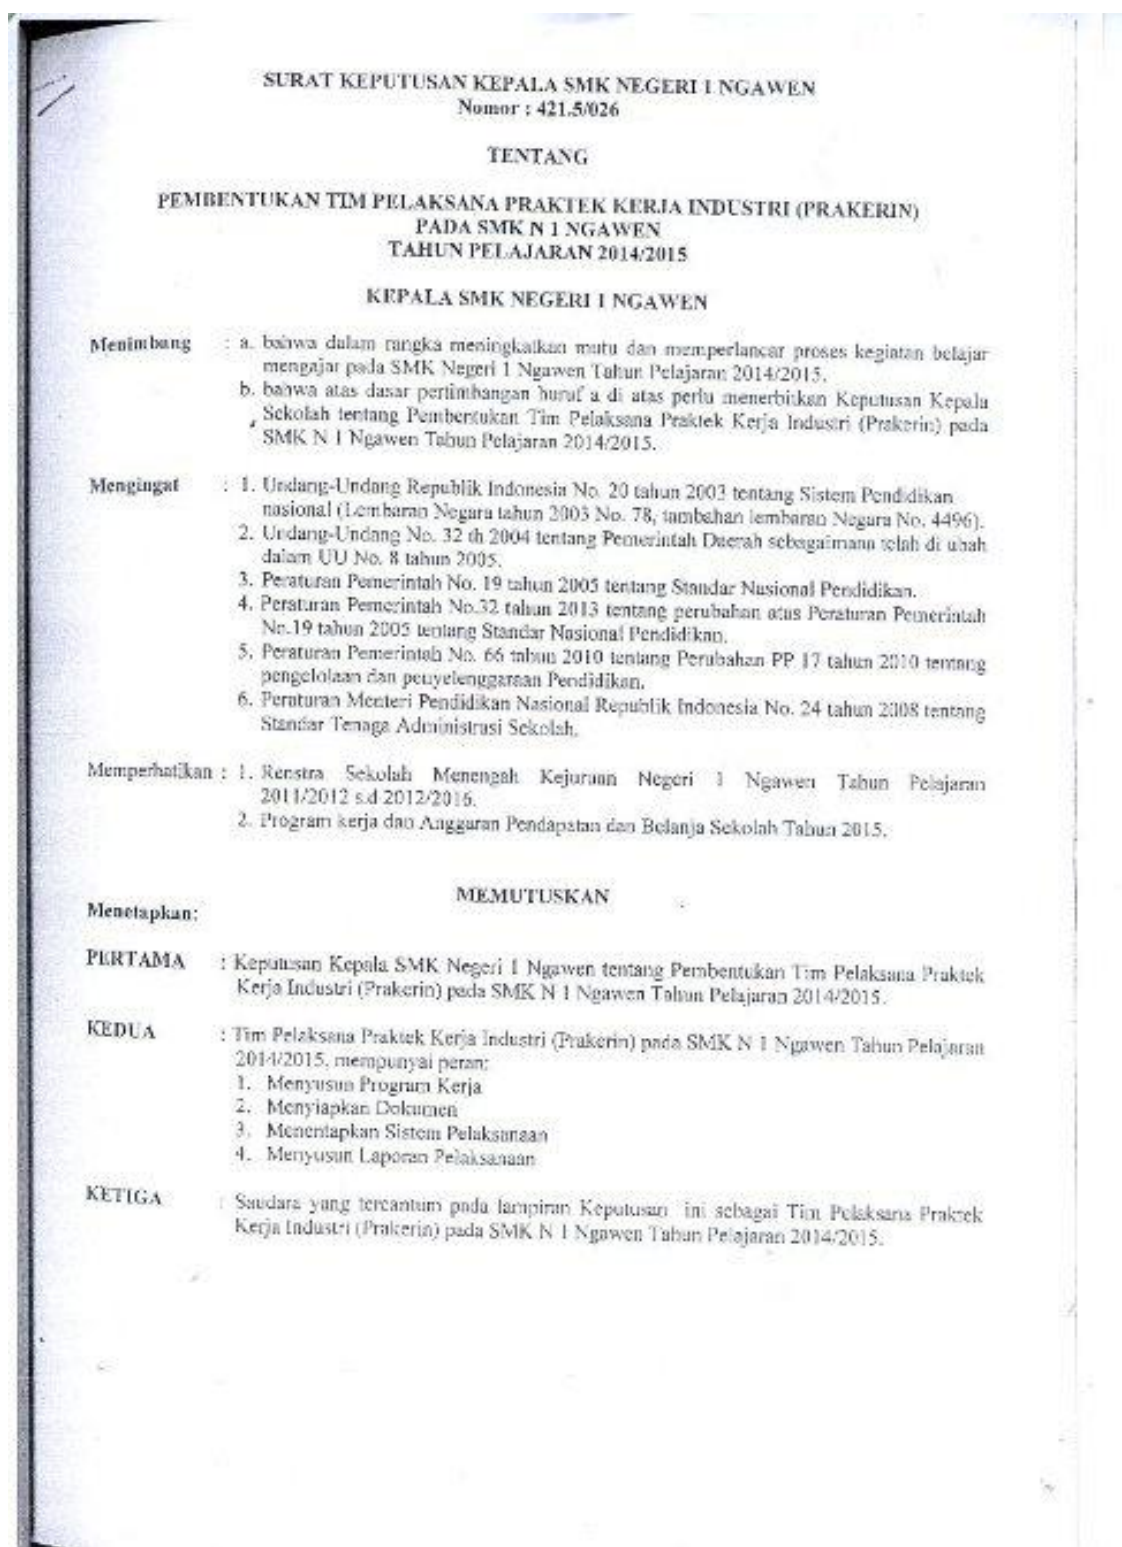 SURAT KEPUTUSAN KEPALA SMK NEGERI 1 NGAWEN
Nomor : 421.5/026
TENTANG
PEMBENTUKAN TIM PELAKSANA PRAKTEK KERJA INDUSTRI (PRAKERIN)
PADA SMK N 1 NGAWEN
TAHUN PELAJARAN 2014/2015
KEPALA SMK NEGERI 1 NGAWEN
Menimbang : a. bahwa dalam rangka meningkatkan mutu dan memperlancar proses kegiatan belajar
mengajar pada SMK Negeri 1 Ngawen Tahun Pelajaran 2014/2015.
b. bahwa atas dasar pertimbangan huruf a di atas perlu menerbitkan Keputusan Kepala
Sekolah tentang Pembentukan Tim Pelaksana Praktek Kerja Industri (Prakerin) pada
SMK N 1 Ngawen Tahun Pelajaran 2014/2015.
Mengingat : 1. Undang-Undang Republik Indonesia No. 20 tahun 2003 tentang Sistem Pendidikan
nasional (Lembaran Negara tahun 2003 No. 78, tambahan lembaran Negara No. 4496).
2. Undang-Undang No. 32 th 2004 tentang Pemerintah Daerah sebagaimana telah di ubah
dalam UU No. 8 tahun 2005.
3. Peraturan Pemerintah No. 19 tahun 2005 tentang Standar Nasional Pendidikan.
4. Peraturan Pemerintah No.32 tahun 2013 tentang perubahan atas Peraturan Pemerintah
No.19 tahun 2005 tentang Standar Nasional Pendidikan.
5. Peraturan Pemerintah No. 66 tahun 2010 tentang Perubahan PP 17 tahun 2010 tentang
pengelolaan dan penyelenggaraan Pendidikan.
6. Peraturan Menteri Pendidikan Nasional Republik Indonesia No. 24 tahun 2008 tentang
Standar Tenaga Administrasi Sekolah.
Memperhatikan : 1. Renstra Sekolah Menengah Kejuruan Negeri 1 Ngawen Tahun Pelajaran
2011/2012 s.d 2012/2016.
2. Program kerja dan Anggaran Pendapatan dan Belanja Sekolah Tahun 2015.
MEMUTUSKAN
Menetapkan:
PERTAMA : Keputusan Kepala SMK Negeri 1 Ngawen tentang Pembentukan Tim Pelaksana Praktek
Kerja Industri (Prakerin) pada SMK N 1 Ngawen Tahun Pelajaran 2014/2015.
KEDUA : Tim Pelaksana Praktek Kerja Industri (Prakerin) pada SMK N 1 Ngawen Tahun Pelajaran
2014/2015, mempunyai peran:
1. Menyusun Program Kerja
2. Menyiapkan Dokumen
3. Menentapkan Sistem Pelaksanaan
4. Menyusun Laporan Pelaksanaan
KETIGA : Saudara yang tercantum pada lampiran Keputusan ini sebagai Tim Pelaksana Praktek
Kerja Industri (Prakerin) pada SMK N 1 Ngawen Tahun Pelajaran 2014/2015.